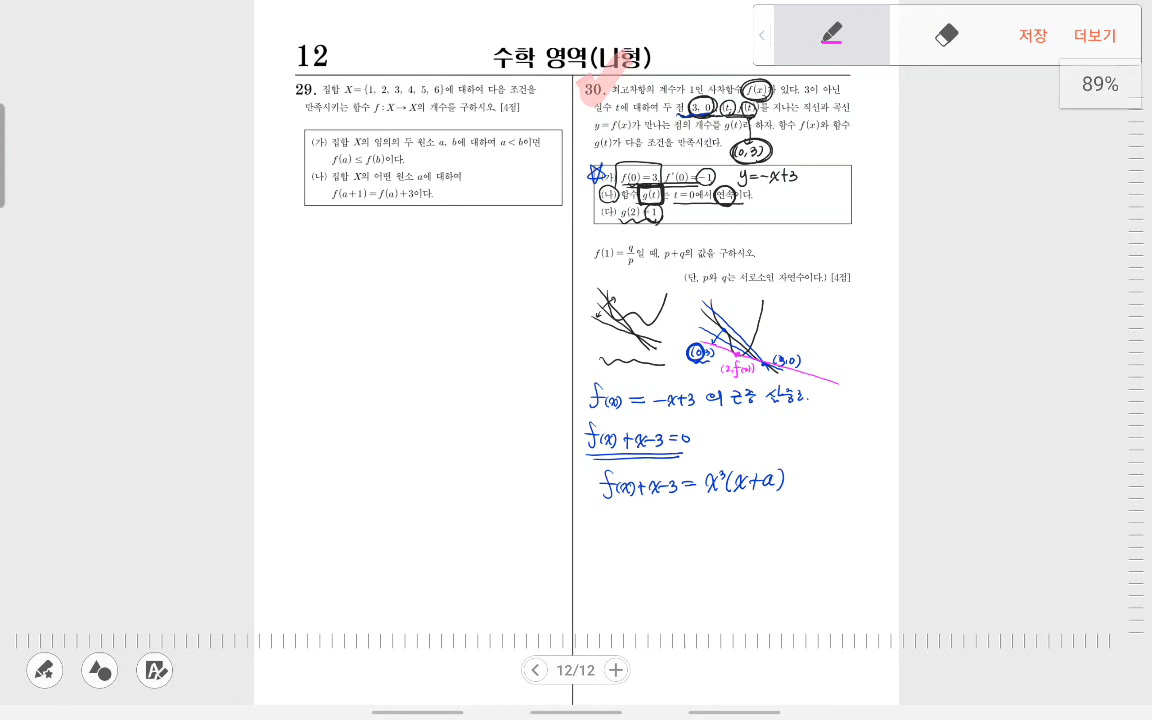 저장 더보기
89%
12 수학 영역(나형)
29. 집합 X={1, 2, 3, 4, 5, 6}에 대하여 다음 조건을
만족시키는 함수 f : X→X의 개수를 구하시오. [4점]
(가) 집합 X의 임의의 두 원소 a, b에 대하여 a<b이면
f(a)≤f(b)이다.
(나) 집합 X의 어떤 원소 a에 대하여
f(a+1)=f(a)+3이다.
30. 최고차항의 계수가 1인 사차함수 f(x)가 있다. 3이 아닌
실수 t에 대하여 두 점 (3, 0), (t, f(t))를 지나는 직선과 곡선
y=f(x)가 만나는 점의 개수를 g(t)라 하자. 함수 f(x)와 함수
g(t)가 다음 조건을 만족시킨다.
(0, 3)
(가) f(0)=3, f'(0)=-1
y=-x+3
(나) 함수 g(t)는 t=0에서 연속이다.
(다) g(2)=1
f(1)=q/p일 때, p+q의 값을 구하시오.
(단, p와 q는 서로소인 자연수이다.) [4점]
(0,3)
(2, f(2))
(3, 0)
f(x) = -x+3 의
f(x)+x-3=0
f(x)+x-3=x³(x+a)
12/12